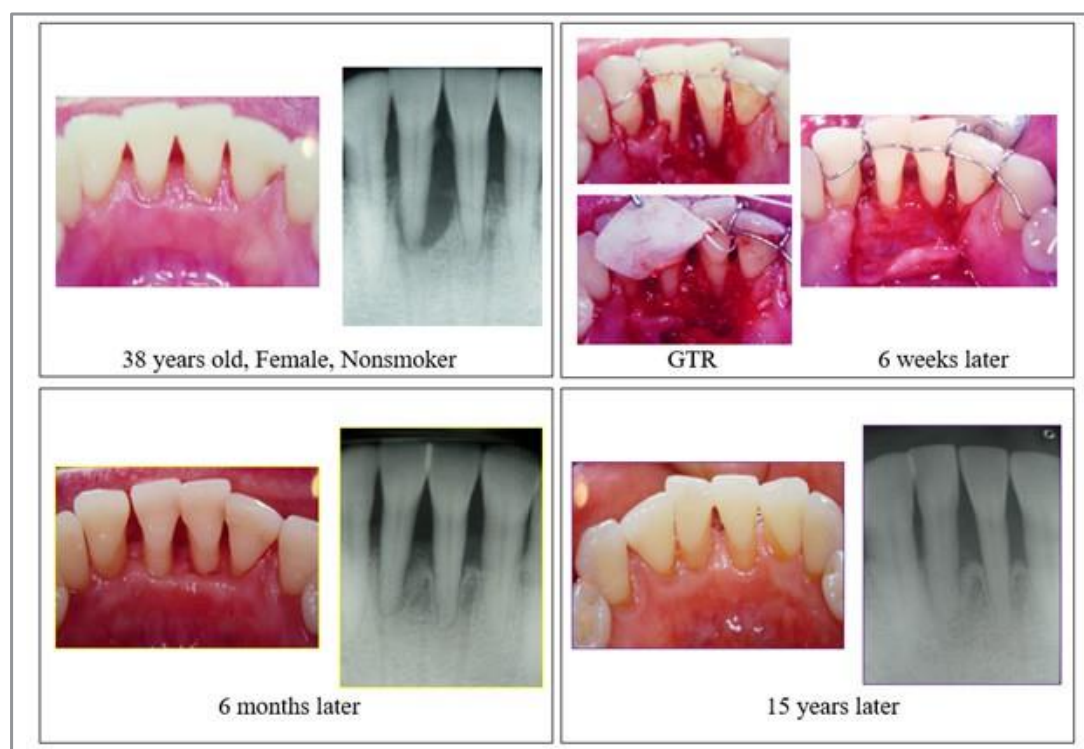 38 years old, Female, Nonsmoker
GTR
6 weeks later
6 months later
15 years later